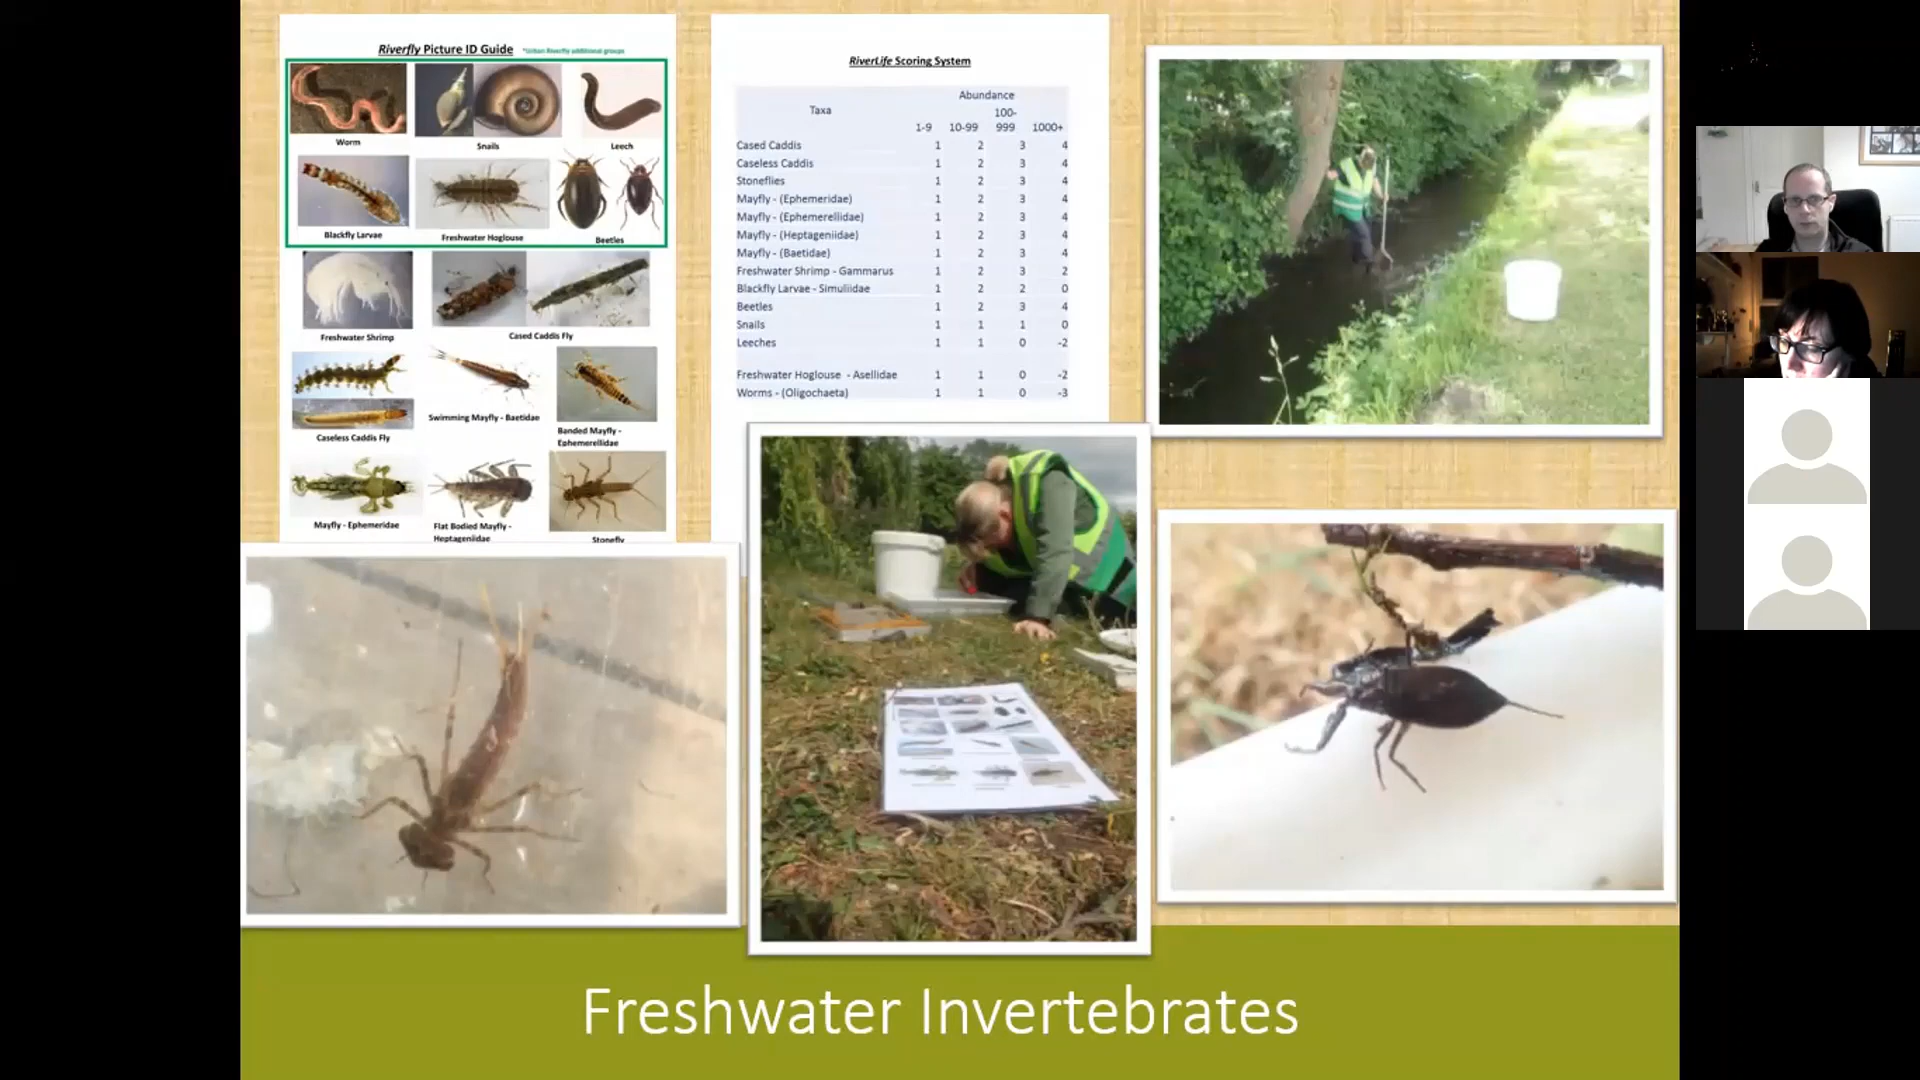 Riverfly Picture ID Guide *Urban Riverfly additional groups
Worm
Snails
Leech
Blackfly Larvae
Freshwater Hoglouse
Beetles
Freshwater Shrimp
Cased Caddis Fly
Caseless Caddis Fly
Swimming Mayfly - Baetidae
Banded Mayfly -
Ephemerellidae
Mayfly - Ephemeridae
Flat Bodied Mayfly -
Heptageniidae
Stonefly
RiverLife Scoring System
Taxa
Abundance
1-9 10-99 100-
999 1000+
Cased Caddis 1 2 3 4
Caseless Caddis 1 2 3 4
Stoneflies 1 2 3 4
Mayfly - (Ephemeridae) 1 2 3 4
Mayfly - (Ephemerellidae) 1 2 3 4
Mayfly - (Heptageniidae) 1 2 3 4
Mayfly - (Baetidae) 1 2 3 4
Freshwater Shrimp - Gammarus 1 2 3 2
Blackfly Larvae - Simuliidae 1 2 2 0
Beetles 1 2 3 4
Snails 1 1 1 0
Leeches 1 1 0 -2
Freshwater Hoglouse - Asellidae 1 1 0 -2
Worms - (Oligochaeta) 1 1 0 -3
Freshwater Invertebrates